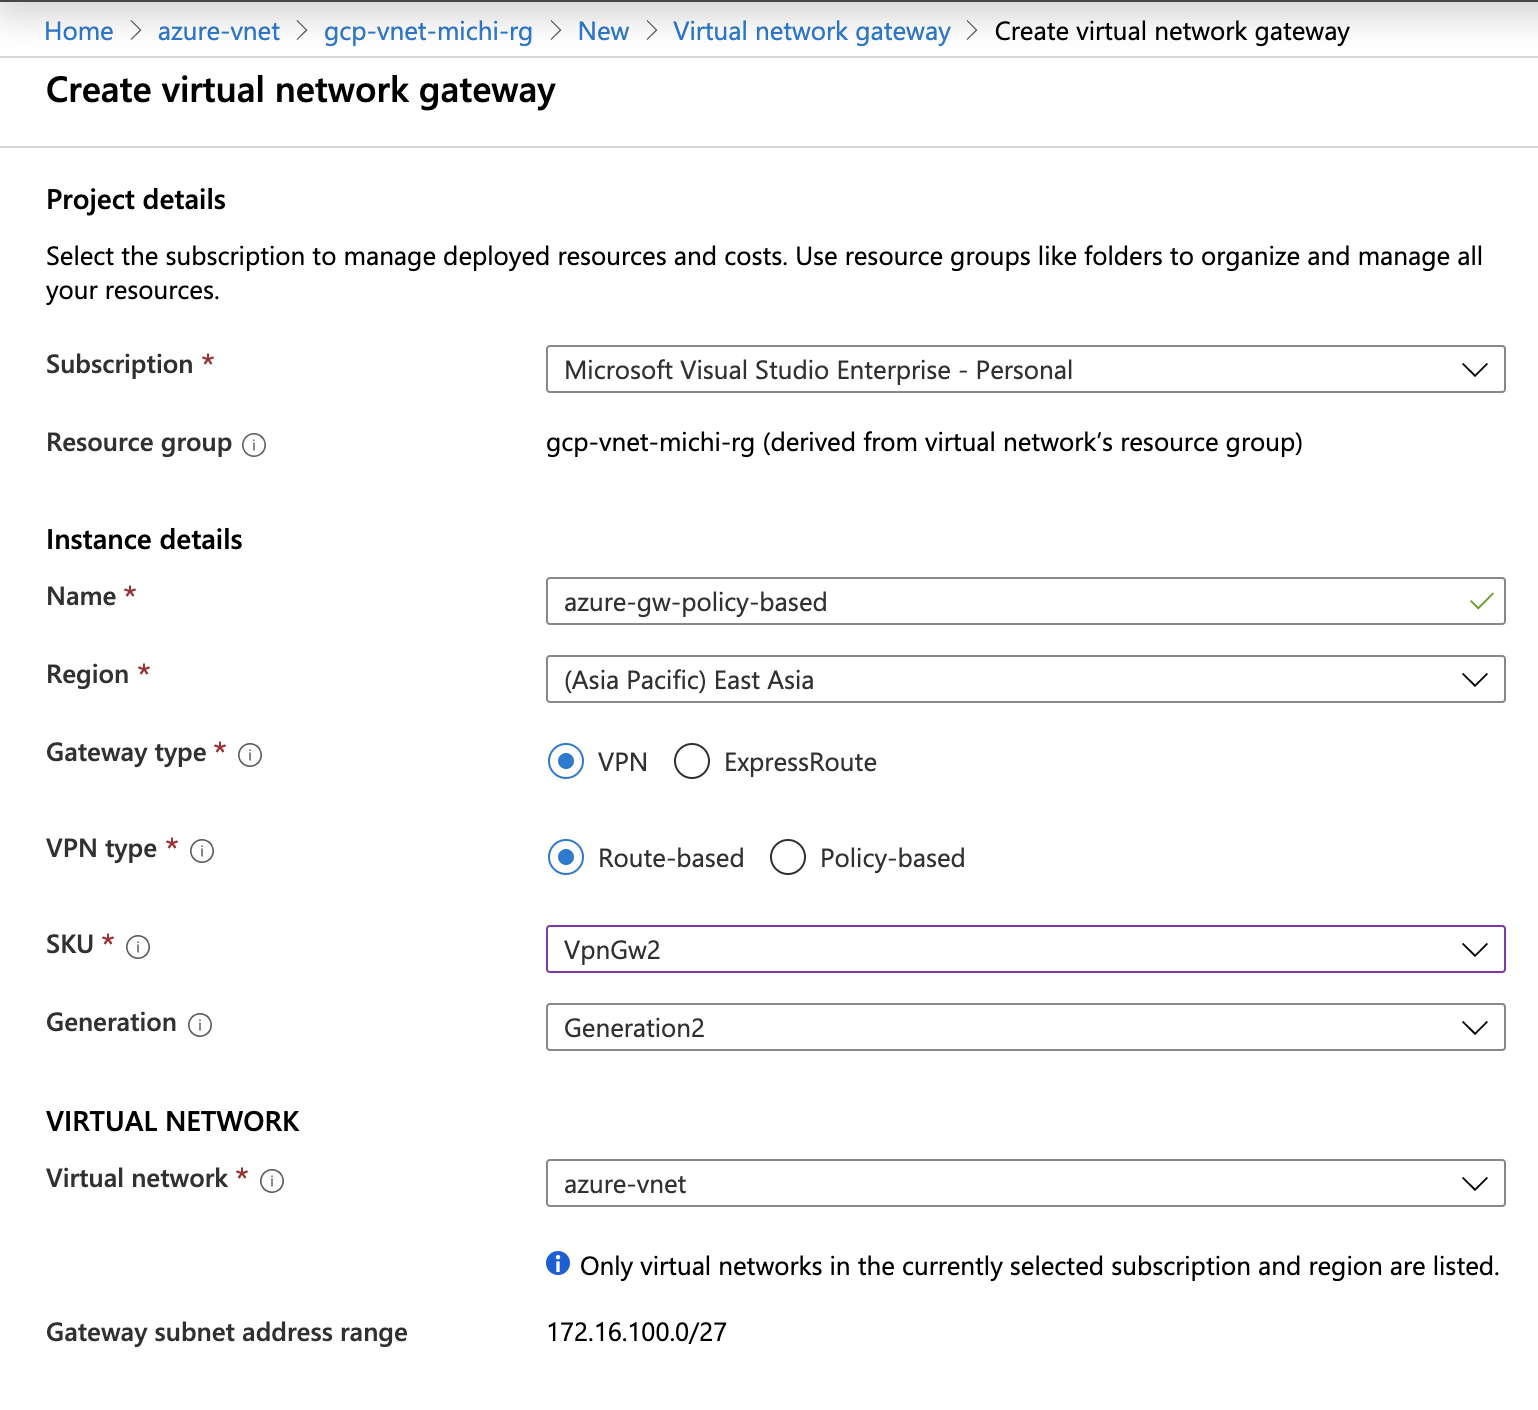 Home > azure-vnet > gcp-vnet-michi-rg > New > Virtual network gateway > Create virtual network gateway
Create virtual network gateway
Project details
Select the subscription to manage deployed resources and costs. Use resource groups like folders to organize and manage all
your resources.
Subscription *
Microsoft Visual Studio Enterprise - Personal
Resource group
gcp-vnet-michi-rg (derived from virtual network’s resource group)
Instance details
Name *
azure-gw-policy-based
Region *
(Asia Pacific) East Asia
Gateway type *
VPN
ExpressRoute
VPN type *
Route-based
Policy-based
SKU *
VpnGw2
Generation
Generation2
VIRTUAL NETWORK
Virtual network *
azure-vnet
Only virtual networks in the currently selected subscription and region are listed.
Gateway subnet address range
172.16.100.0/27